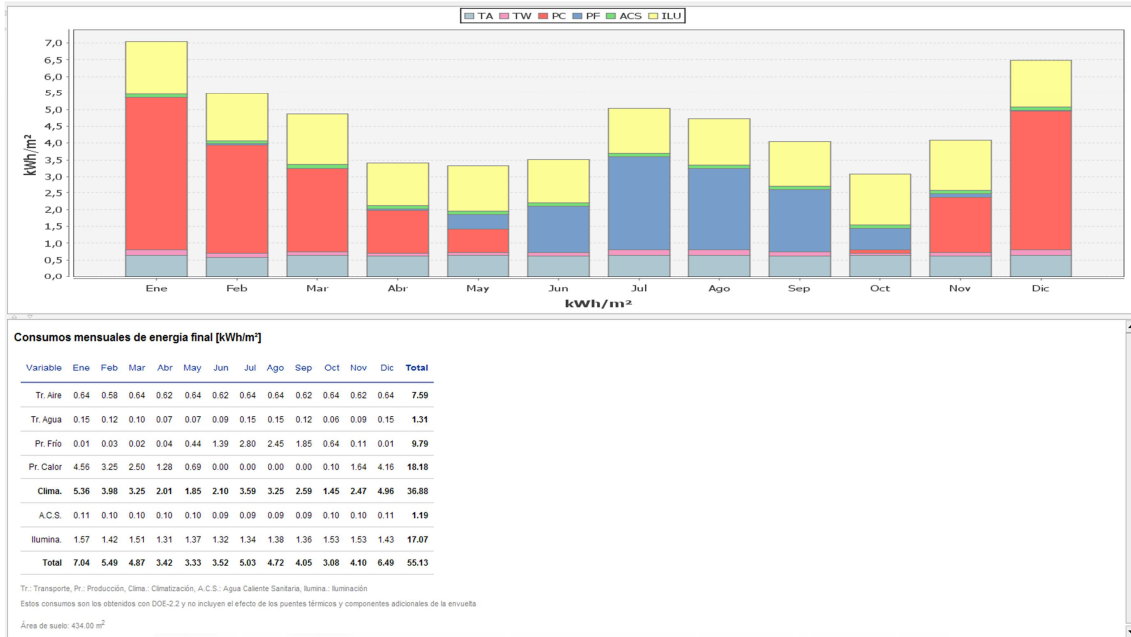 TA TW PC PF ACS ILU
7,0
6,5
6,0
5,5
5,0
4,5
4,0
3,5
3,0
2,5
2,0
1,5
1,0
0,5
0,0
kWh/m²
Ene Feb Mar Abr May Jun Jul Ago Sep Oct Nov Dic
kWh/m²
Consumos mensuales de energía final [kWh/m²]
Variable Ene Feb Mar Abr May Jun Jul Ago Sep Oct Nov Dic Total
Tr. Aire 0.64 0.58 0.64 0.62 0.64 0.62 0.64 0.64 0.62 0.64 0.62 0.64 7.59
Tr. Agua 0.15 0.12 0.10 0.07 0.07 0.09 0.15 0.15 0.12 0.06 0.09 0.15 1.31
Pr. Frío 0.01 0.03 0.02 0.04 0.44 1.39 2.80 2.45 1.85 0.64 0.11 0.01 9.79
Pr. Calor 4.56 3.25 2.50 1.28 0.69 0.00 0.00 0.00 0.00 0.10 1.64 4.16 18.18
Clima. 5.36 3.98 3.25 2.01 1.85 2.10 3.59 3.25 2.59 1.45 2.47 4.96 36.88
A.C.S. 0.11 0.10 0.10 0.10 0.10 0.09 0.09 0.09 0.09 0.10 0.10 0.11 1.19
Ilumina. 1.57 1.42 1.51 1.31 1.37 1.32 1.34 1.38 1.36 1.53 1.53 1.43 17.07
Total 7.04 5.49 4.87 3.42 3.33 3.52 5.03 4.72 4.05 3.08 4.10 6.49 55.13
Tr.: Transporte, Pr.: Producción, Clima.: Climatización, A.C.S.: Agua Caliente Sanitaria, Ilumina.: Iluminación
Estos consumos son los obtenidos con DOE-2.2 y no incluyen el efecto de los puentes térmicos y componentes adicionales de la envuelta
Área de suelo: 434.00 m²